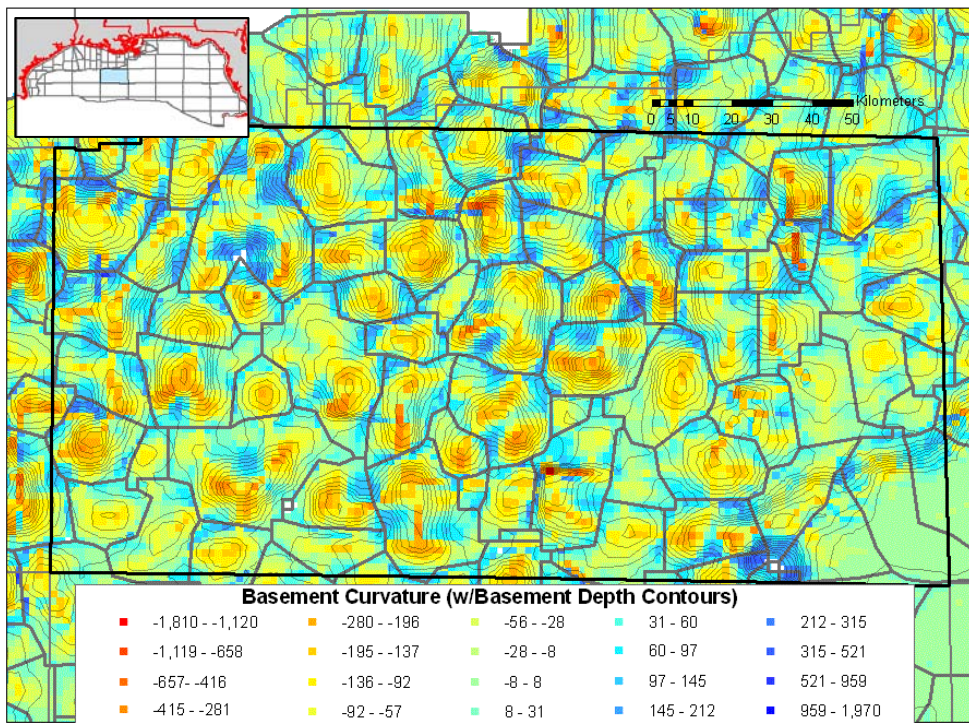 Kilometers
0 5 10 20 30 40 50
Basement Curvature (w/Basement Depth Contours)
-1,810 - -1,120
-280 - -196
-56 - -28
31 - 60
212 - 315
-1,119 - -658
-195 - -137
-28 - -8
60 - 97
315 - 521
-657 - -416
-136 - -92
-8 - 8
97 - 145
521 - 959
-415 - -281
-92 - -57
8 - 31
145 - 212
959 - 1,970